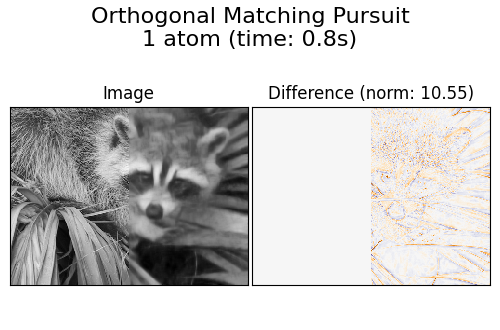 Orthogonal Matching Pursuit
1 atom (time: 0.8s)
Image
Difference (norm: 10.55)